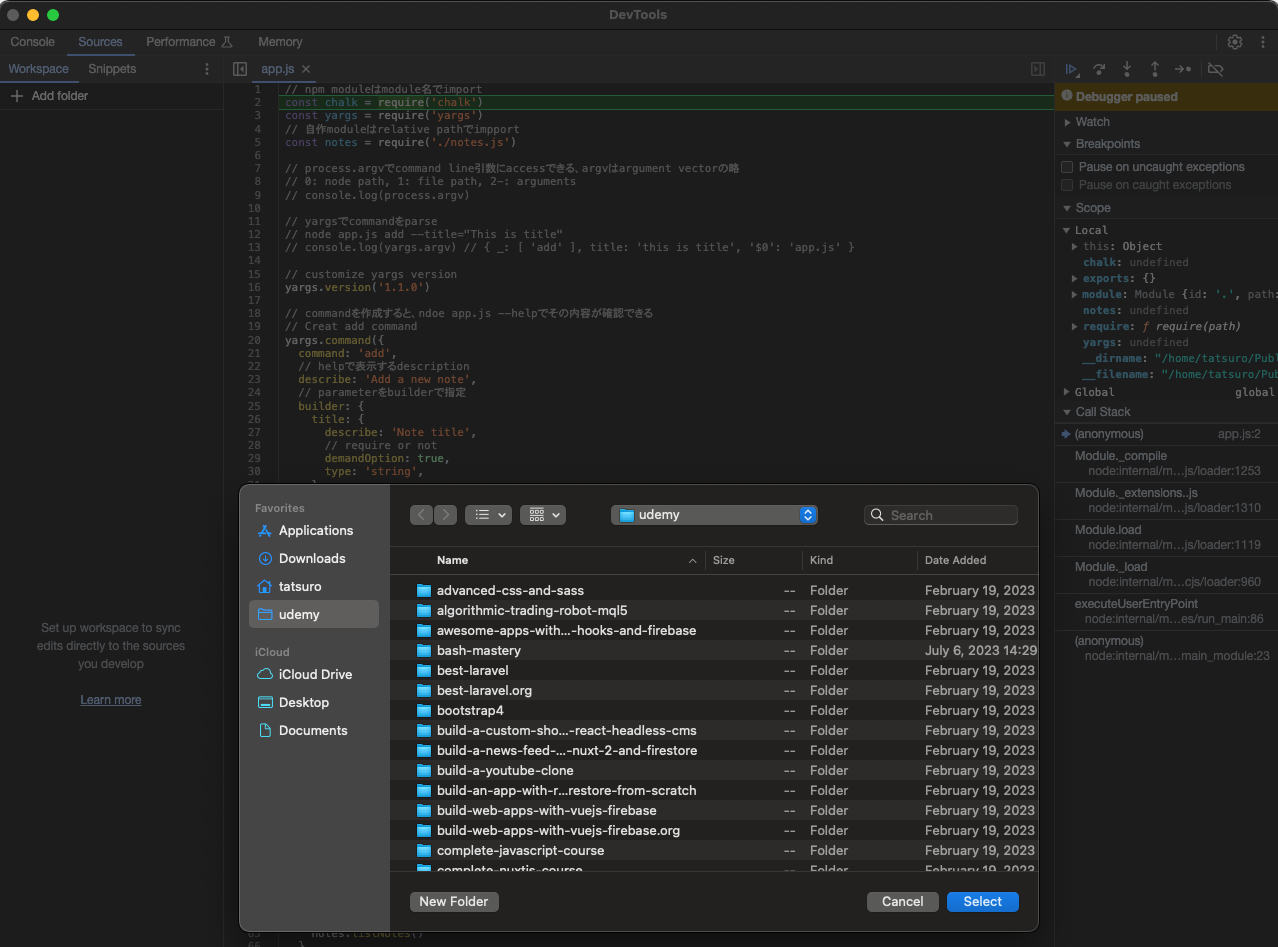 DevTools
Console
Sources
Performance
Memory
Workspace
Snippets
app.js
Add folder
Set up workspace to sync
edits directly to the sources
you develop
Learn more
1 // npm moduleはmodule名でimport
2 const chalk = require('chalk')
3 const yargs = require('yargs')
4 // 自作moduleはrelative pathでimpport
5 const notes = require('./notes.js')
6
7 // process.argvでcommand line引数にaccessできる、argvはargument vectorの略
8 // 0: node path, 1: file path, 2-: arguments
9 // console.log(process.argv)
10
11 // yargsでcommandをparse
12 // node app.js add --title="This is title"
13 // console.log(yargs.argv) // { _: [ 'add' ], title: 'this is title', '$0': 'app.js' }
14
15 // customize yargs version
16 yargs.version('1.1.0')
17
18 // commandを作成すると、ndoe app.js --helpでその内容が確認できる
19 // Creat add command
20 yargs.command({
21 command: 'add',
22 // helpで表示するdescription
23 describe: 'Add a new note',
24 // parameterをbuilderで指定
25 builder: {
26 title: {
27 describe: 'Note title',
28 // require or not
29 demandOption: true,
30 type: 'string',
Debugger paused
Watch
Breakpoints
Pause on uncaught exceptions
Pause on caught exceptions
Scope
Local
this: Object
chalk: undefined
exports: {}
module: Module {id: '.', path:
notes: undefined
require: ƒ require(path)
yargs: undefined
__dirname: "/home/tatsuro/Publ
__filename: "/home/tatsuro/Pub
Global global
Call Stack
(anonymous) app.js:2
Module._compile
node:internal/m…js/loader:1253
Module._extensions..js
node:internal/m…js/loader:1310
Module.load
node:internal/m…js/loader:1119
Module._load
node:internal/m…cjs/loader:960
executeUserEntryPoint
node:internal/m…es/run_main:86
(anonymous)
node:internal/m…main_module:23
Favorites
Applications
Downloads
tatsuro
udemy
iCloud
iCloud Drive
Desktop
Documents
udemy
Search
Name Size Kind Date Added
advanced-css-and-sass -- Folder February 19, 2023
algorithmic-trading-robot-mql5 -- Folder February 19, 2023
awesome-apps-with...-hooks-and-firebase -- Folder February 19, 2023
bash-mastery -- Folder July 6, 2023 14:29
best-laravel -- Folder February 19, 2023
best-laravel.org -- Folder February 19, 2023
bootstrap4 -- Folder February 19, 2023
build-a-custom-sho...-react-headless-cms -- Folder February 19, 2023
build-a-news-feed-...-nuxt-2-and-firestore -- Folder February 19, 2023
build-a-youtube-clone -- Folder February 19, 2023
build-an-app-with-r...restore-from-scratch -- Folder February 19, 2023
build-web-apps-with-vuejs-firebase -- Folder February 19, 2023
build-web-apps-with-vuejs-firebase.org -- Folder February 19, 2023
complete-javascript-course -- Folder February 19, 2023
complete-nuxtjs-course -- Folder February 19, 2023
New Folder
Cancel
Select
notes.listNotes()
66 }